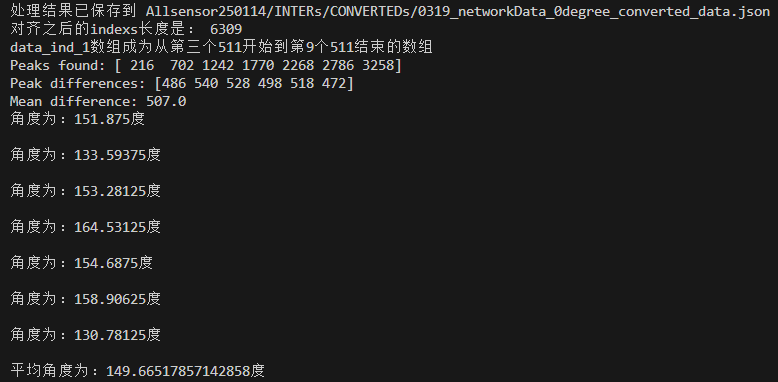 处理结果已保存到 Allsensor250114/INTERs/CONVERTEDs/0319_networkData_0degree_converted_data.json
对齐之后的indexs长度是： 6309
data_ind_1数组成为从第三个511开始到第9个511结束的数组
Peaks found: [ 216  702 1242 1770 2268 2786 3258]
Peak differences: [486 540 528 498 518 472]
Mean difference: 507.0
角度为：151.875度
角度为：133.59375度
角度为：153.28125度
角度为：164.53125度
角度为：154.6875度
角度为：158.90625度
角度为：130.78125度
平均角度为：149.66517857142858度